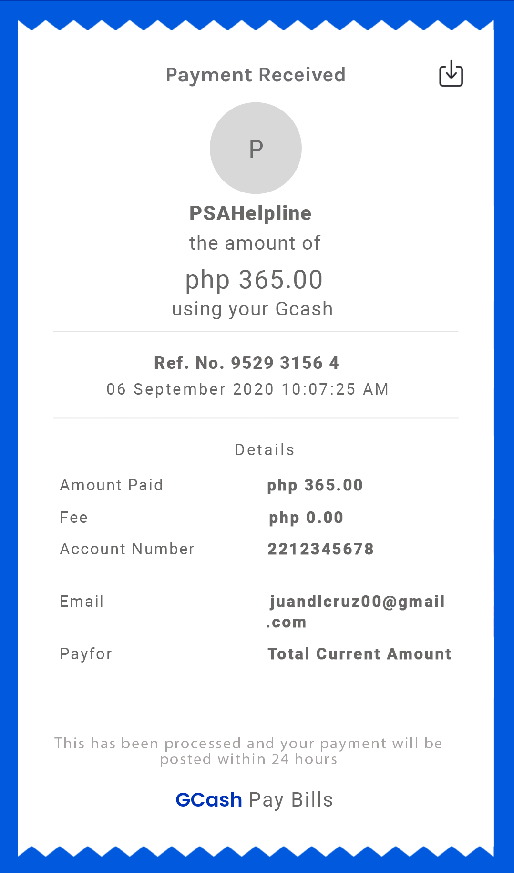 Payment Received
P
PSAHelpline
the amount of
php 365.00
using your Gcash
Ref. No. 9529 3156 4
06 September 2020 10:07:25 AM
Details
Amount Paid php 365.00
Fee php 0.00
Account Number 2212345678
Email juandlcruz00@gmail
.com
Payfor Total Current Amount
This has been processed and your payment will be
posted within 24 hours
GCash Pay Bills